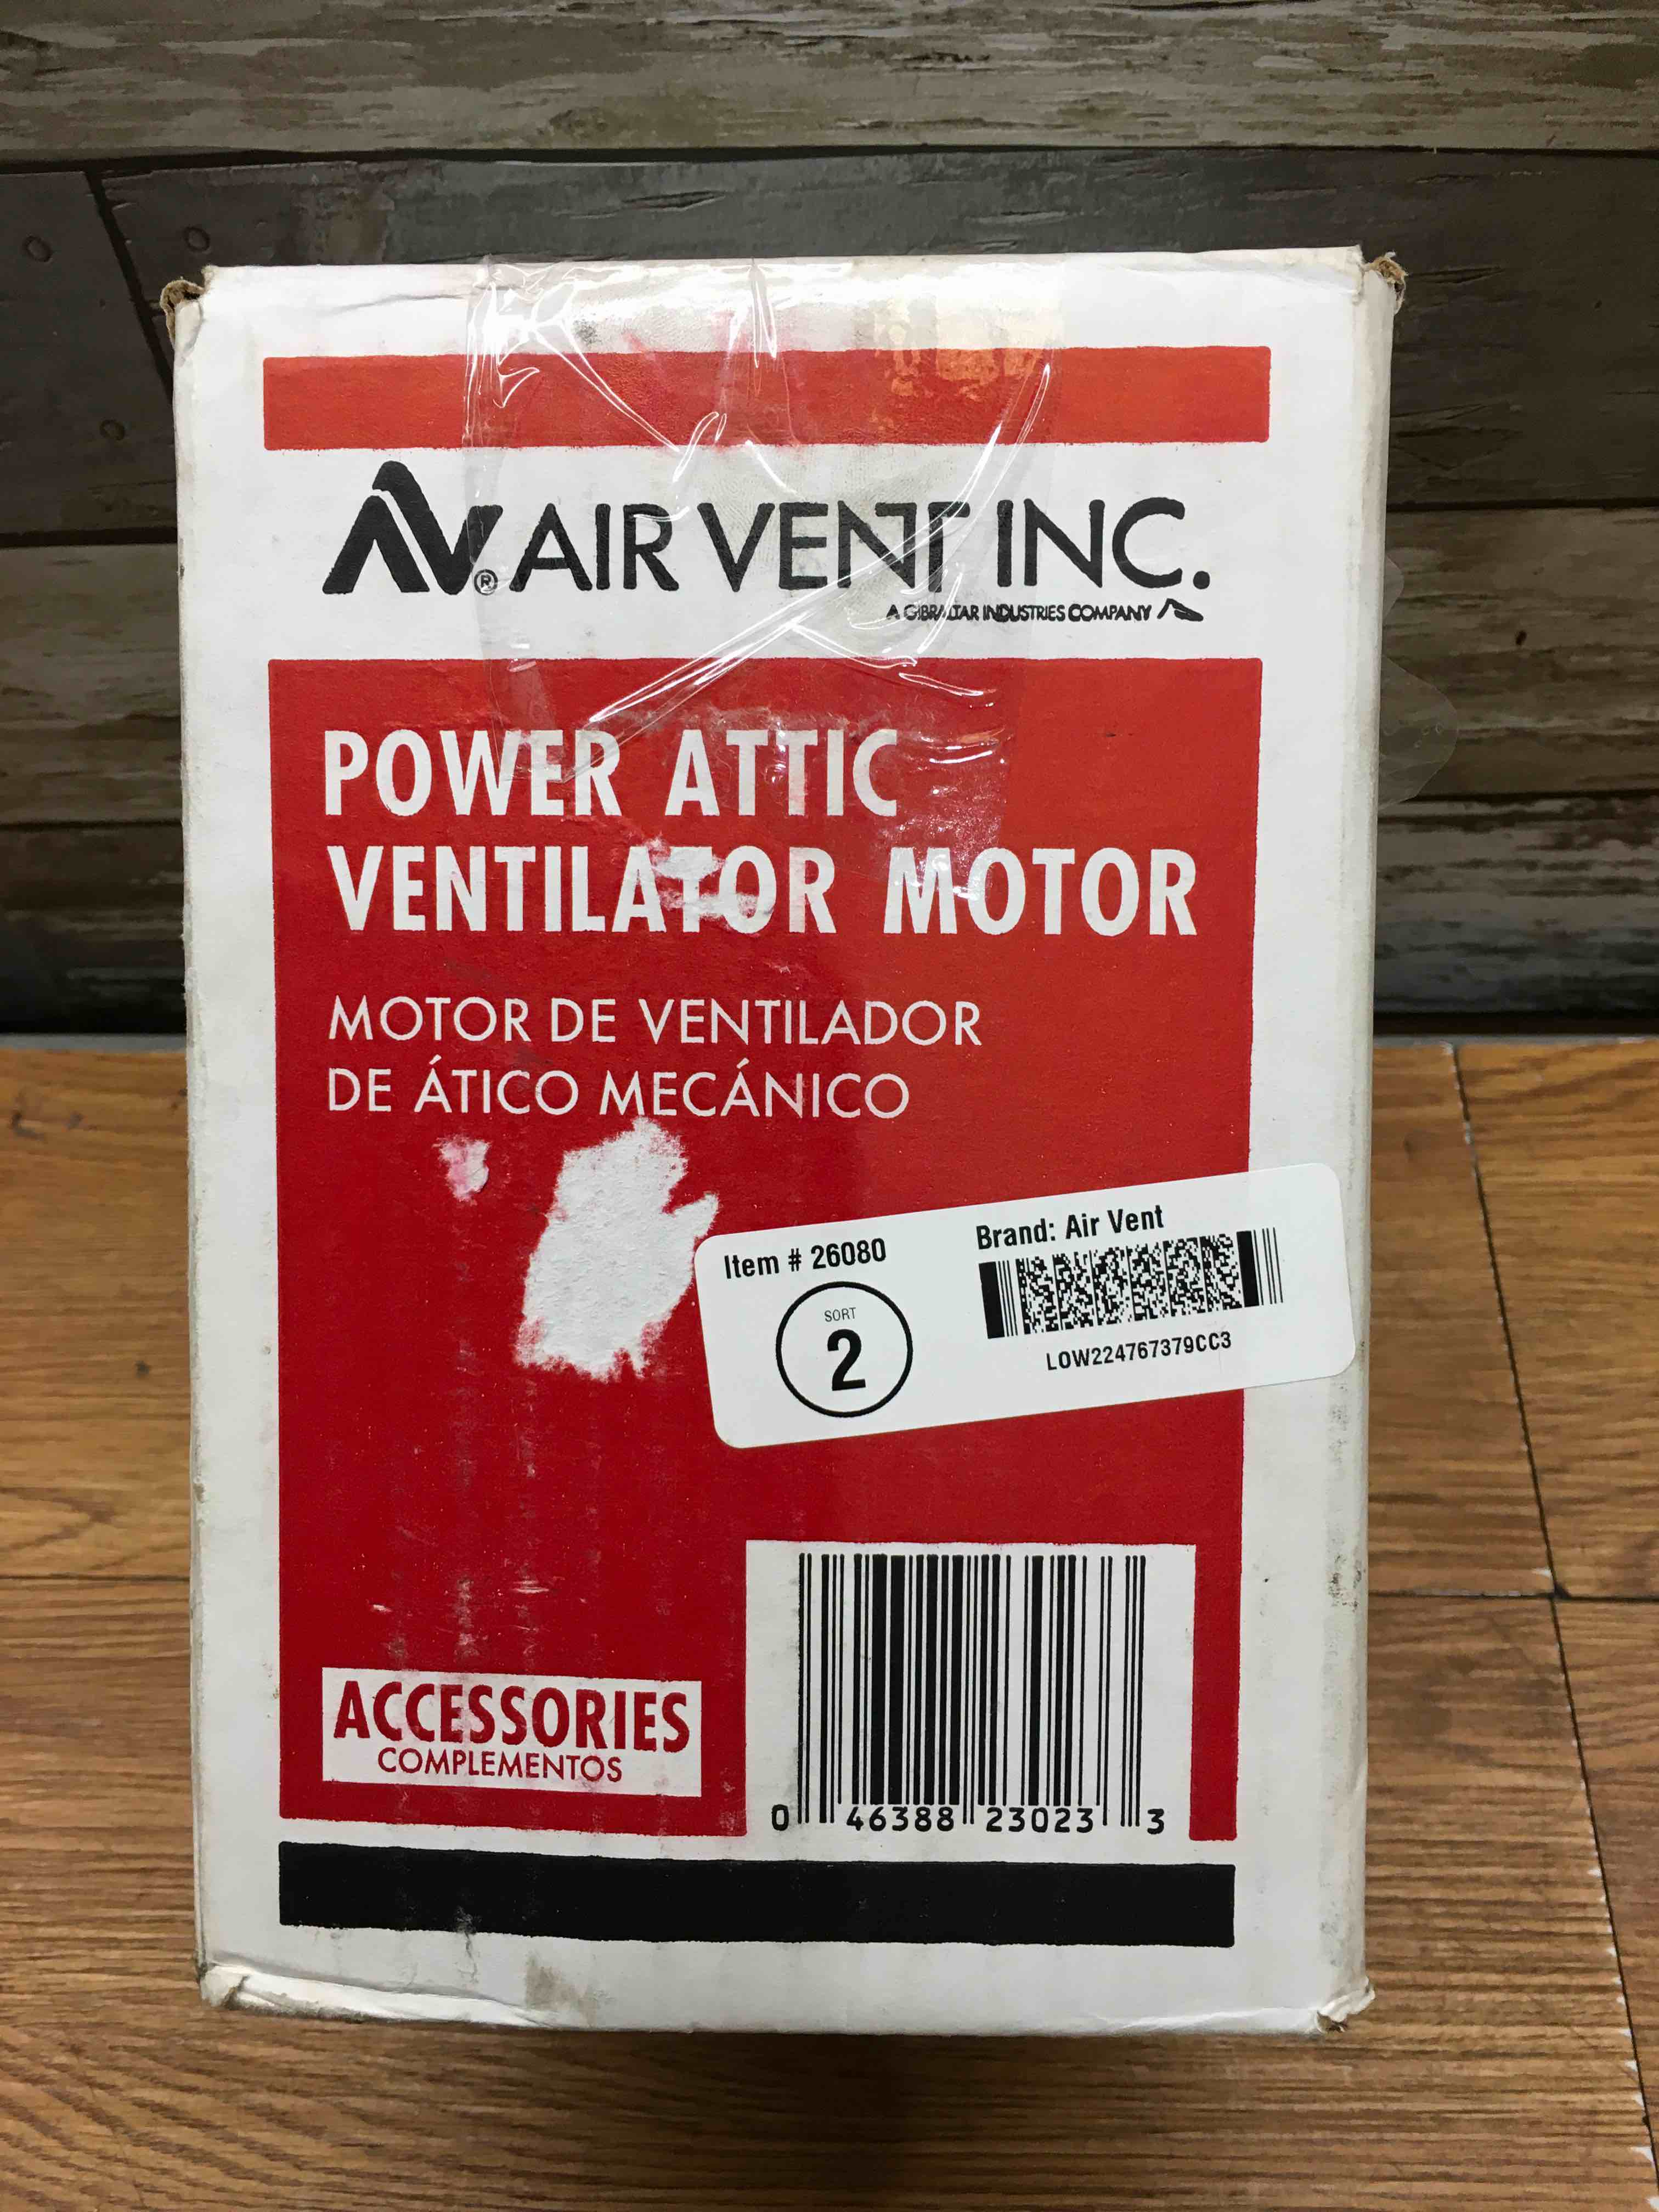 AV® AIR VENT INC.
A GIBRALTAR INDUSTRIES COMPANY
POWER ATTIC
VENTILATOR MOTOR
MOTOR DE VENTILADOR
DE ÁTICO MECÁNICO
Item # 26080
SORT
2
Brand: Air Vent
LOW224767379CC3
ACCESSORIES
COMPLEMENTOS
0 46388 23023 3